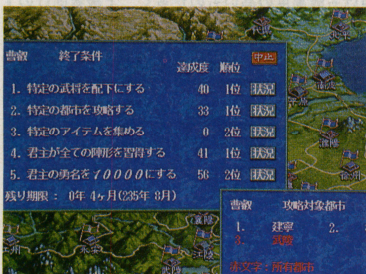 曹叡 終了条件 達成度 順位 中止
1. 特定の武将を配下にする 40 1位 状況
2. 特定の都市を攻略する 33 1位 状況
3. 特定のアイテムを集める 0 2位 状況
4. 君主が全ての陣形を習得する 41 1位 状況
5. 君主の勇名を10000にする 56 2位 状況
残り期限： 0年 4ヶ月(235年 8月)
曹叡 攻略対象都市
1. 建寧 2.
3. 武陵
赤文字：所有都市
江陵